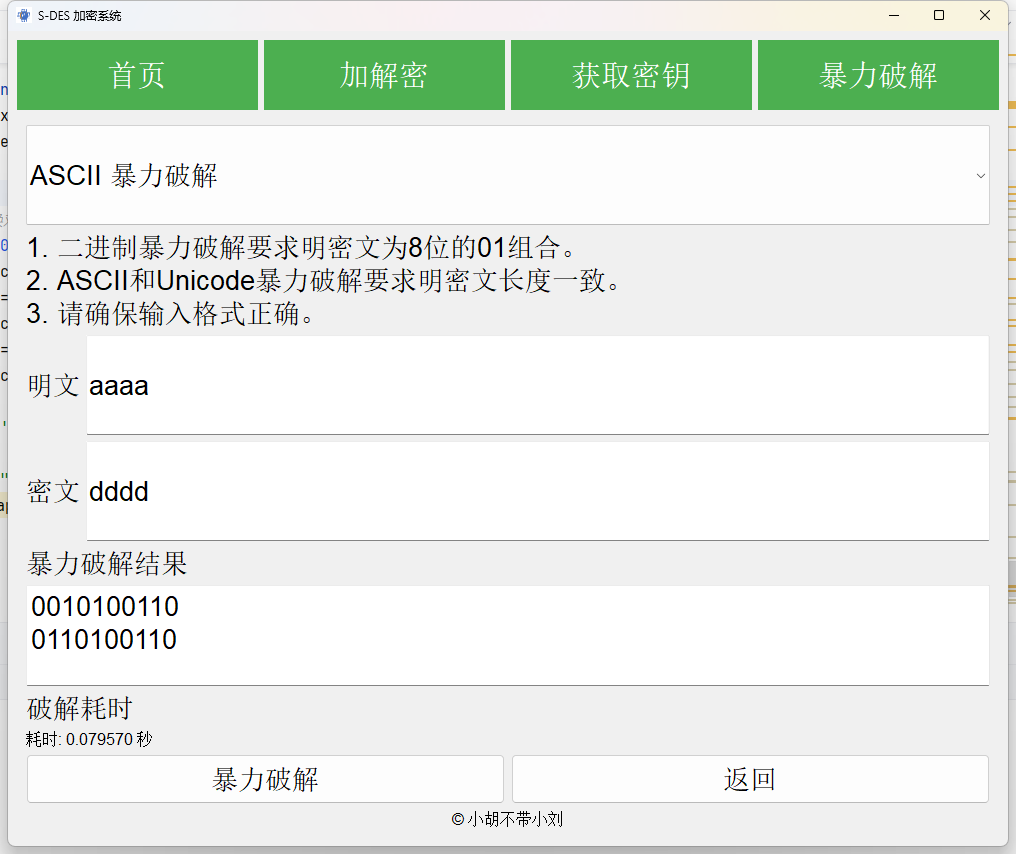 S-DES 加密系统
首页 加解密 获取密钥 暴力破解
ASCII 暴力破解
1. 二进制暴力破解要求明密文为8位的01组合。
2. ASCII和Unicode暴力破解要求明密文长度一致。
3. 请确保输入格式正确。
明文 aaaa
密文 dddd
暴力破解结果
0010100110
0110100110
破解耗时
耗时: 0.079570 秒
暴力破解 返回
© 小胡不带小刘